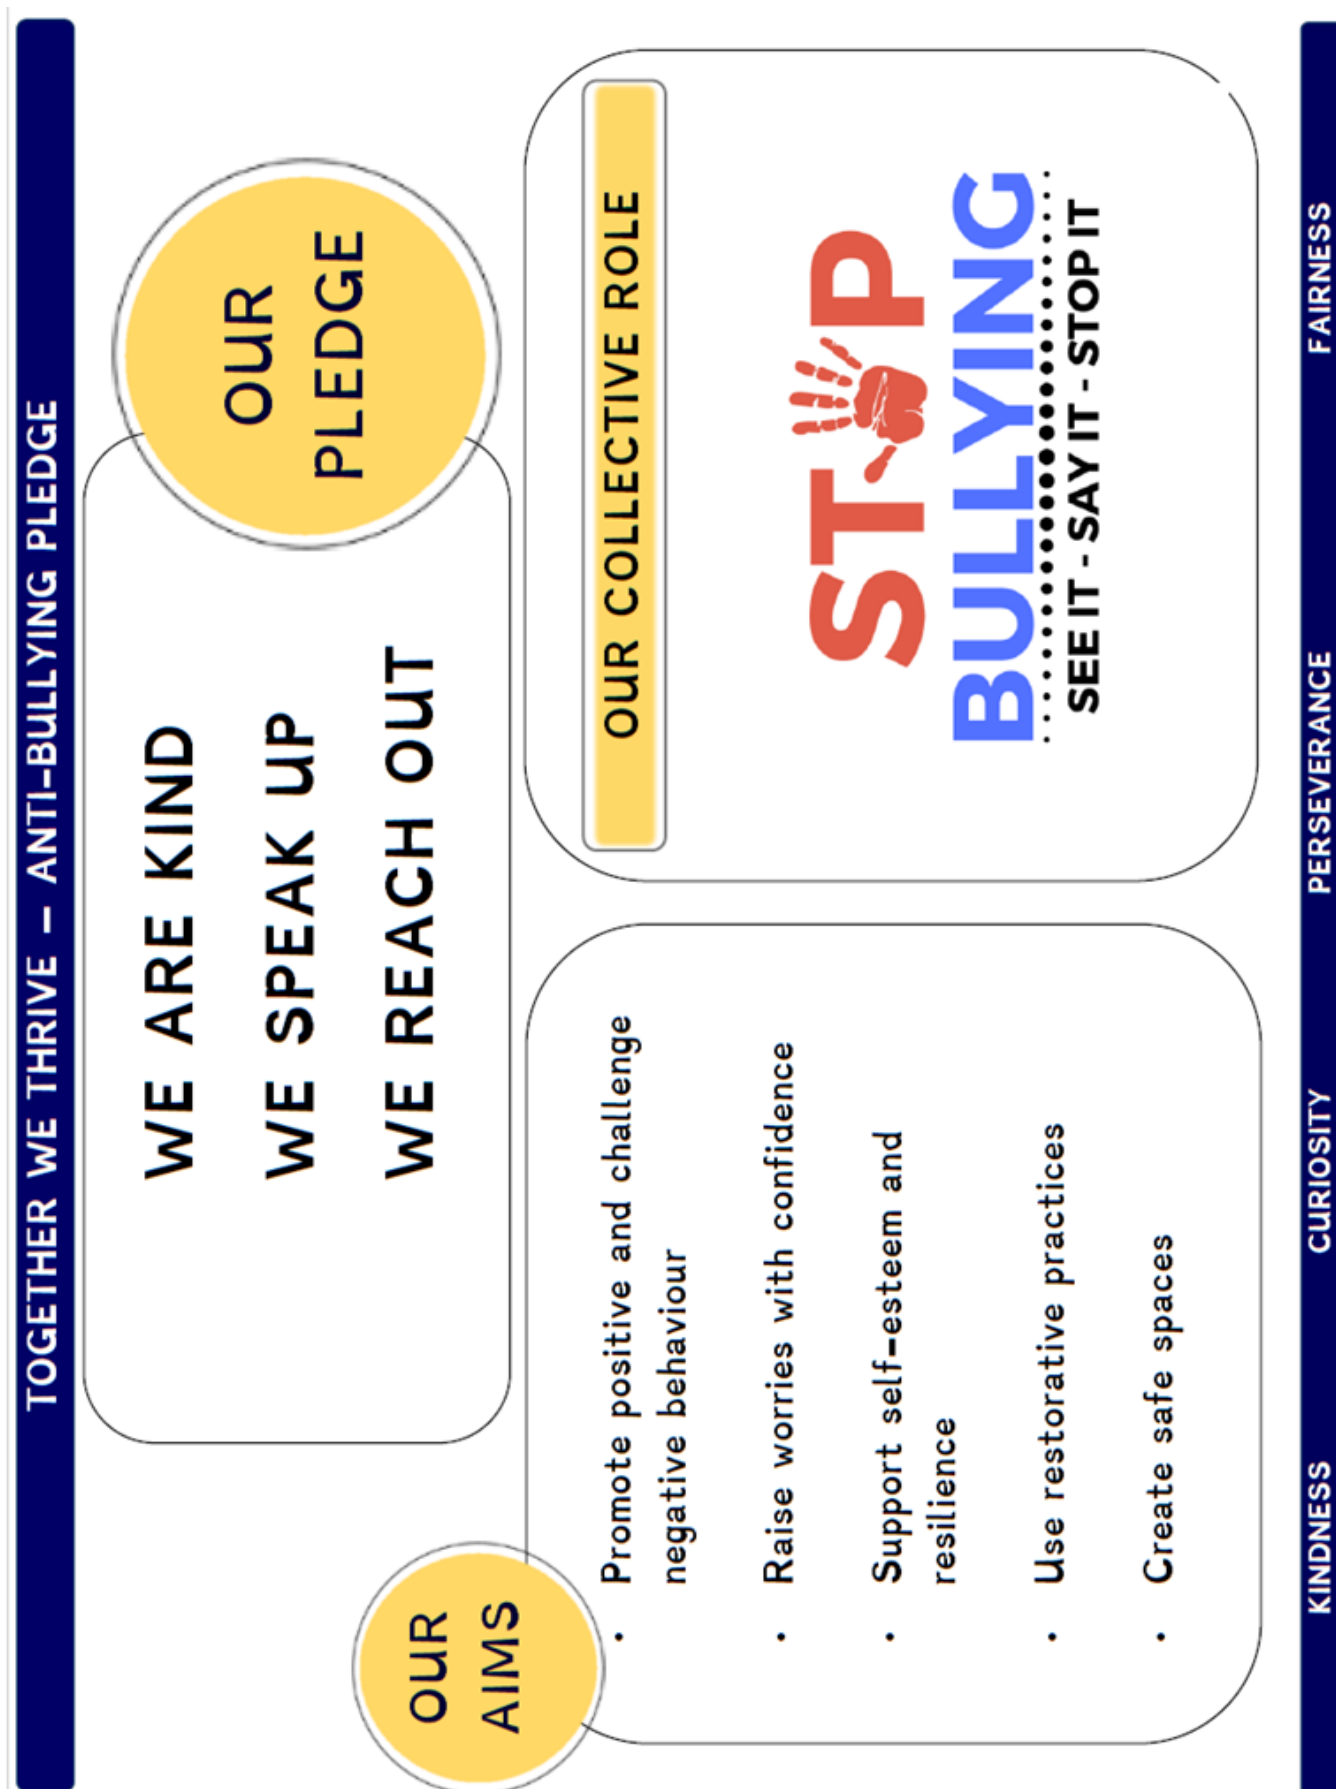 TOGETHER WE THRIVE – ANTI-BULLYING PLEDGE
WE ARE KIND
WE SPEAK UP
WE REACH OUT
OUR
PLEDGE
OUR
AIMS
• Promote positive and challenge
negative behaviour
• Raise worries with confidence
• Support self-esteem and
resilience
• Use restorative practices
• Create safe spaces
OUR COLLECTIVE ROLE
STOP
BULLYING
SEE IT - SAY IT - STOP IT
KINDNESS CURIOSITY PERSEVERANCE FAIRNESS